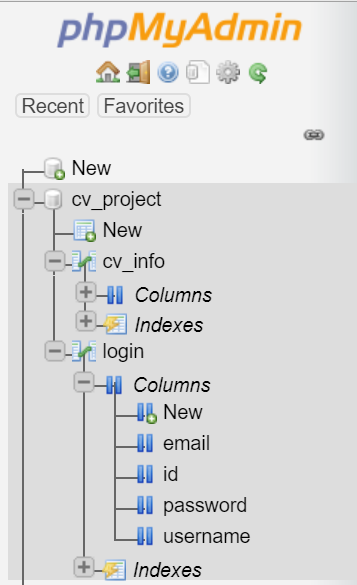 phpMyAdmin
Recent Favorites
New
cv_project
New
cv_info
Columns
Indexes
login
Columns
New
email
id
password
username
Indexes